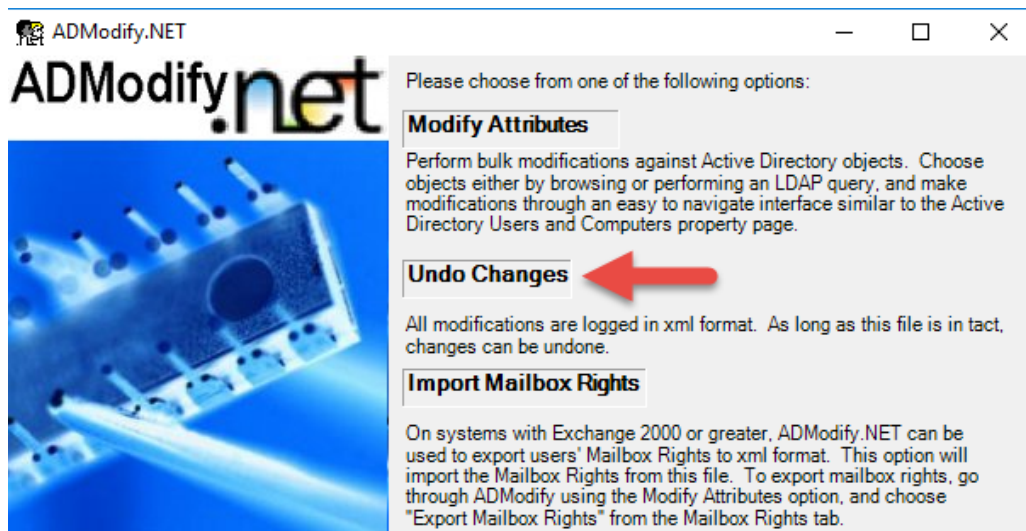 ADModify.NET
ADModify.net
Please choose from one of the following options:
Modify Attributes
Perform bulk modifications against Active Directory objects.  Choose
objects either by browsing or performing an LDAP query, and make
modifications through an easy to navigate interface similar to the Active
Directory Users and Computers property page.
Undo Changes
All modifications are logged in xml format.  As long as this file is in tact,
changes can be undone.
Import Mailbox Rights
On systems with Exchange 2000 or greater, ADModify.NET can be
used to export users' Mailbox Rights to xml format.  This option will
import the Mailbox Rights from this file.  To export mailbox rights, go
through ADModify using the Modify Attributes option, and choose
"Export Mailbox Rights" from the Mailbox Rights tab.